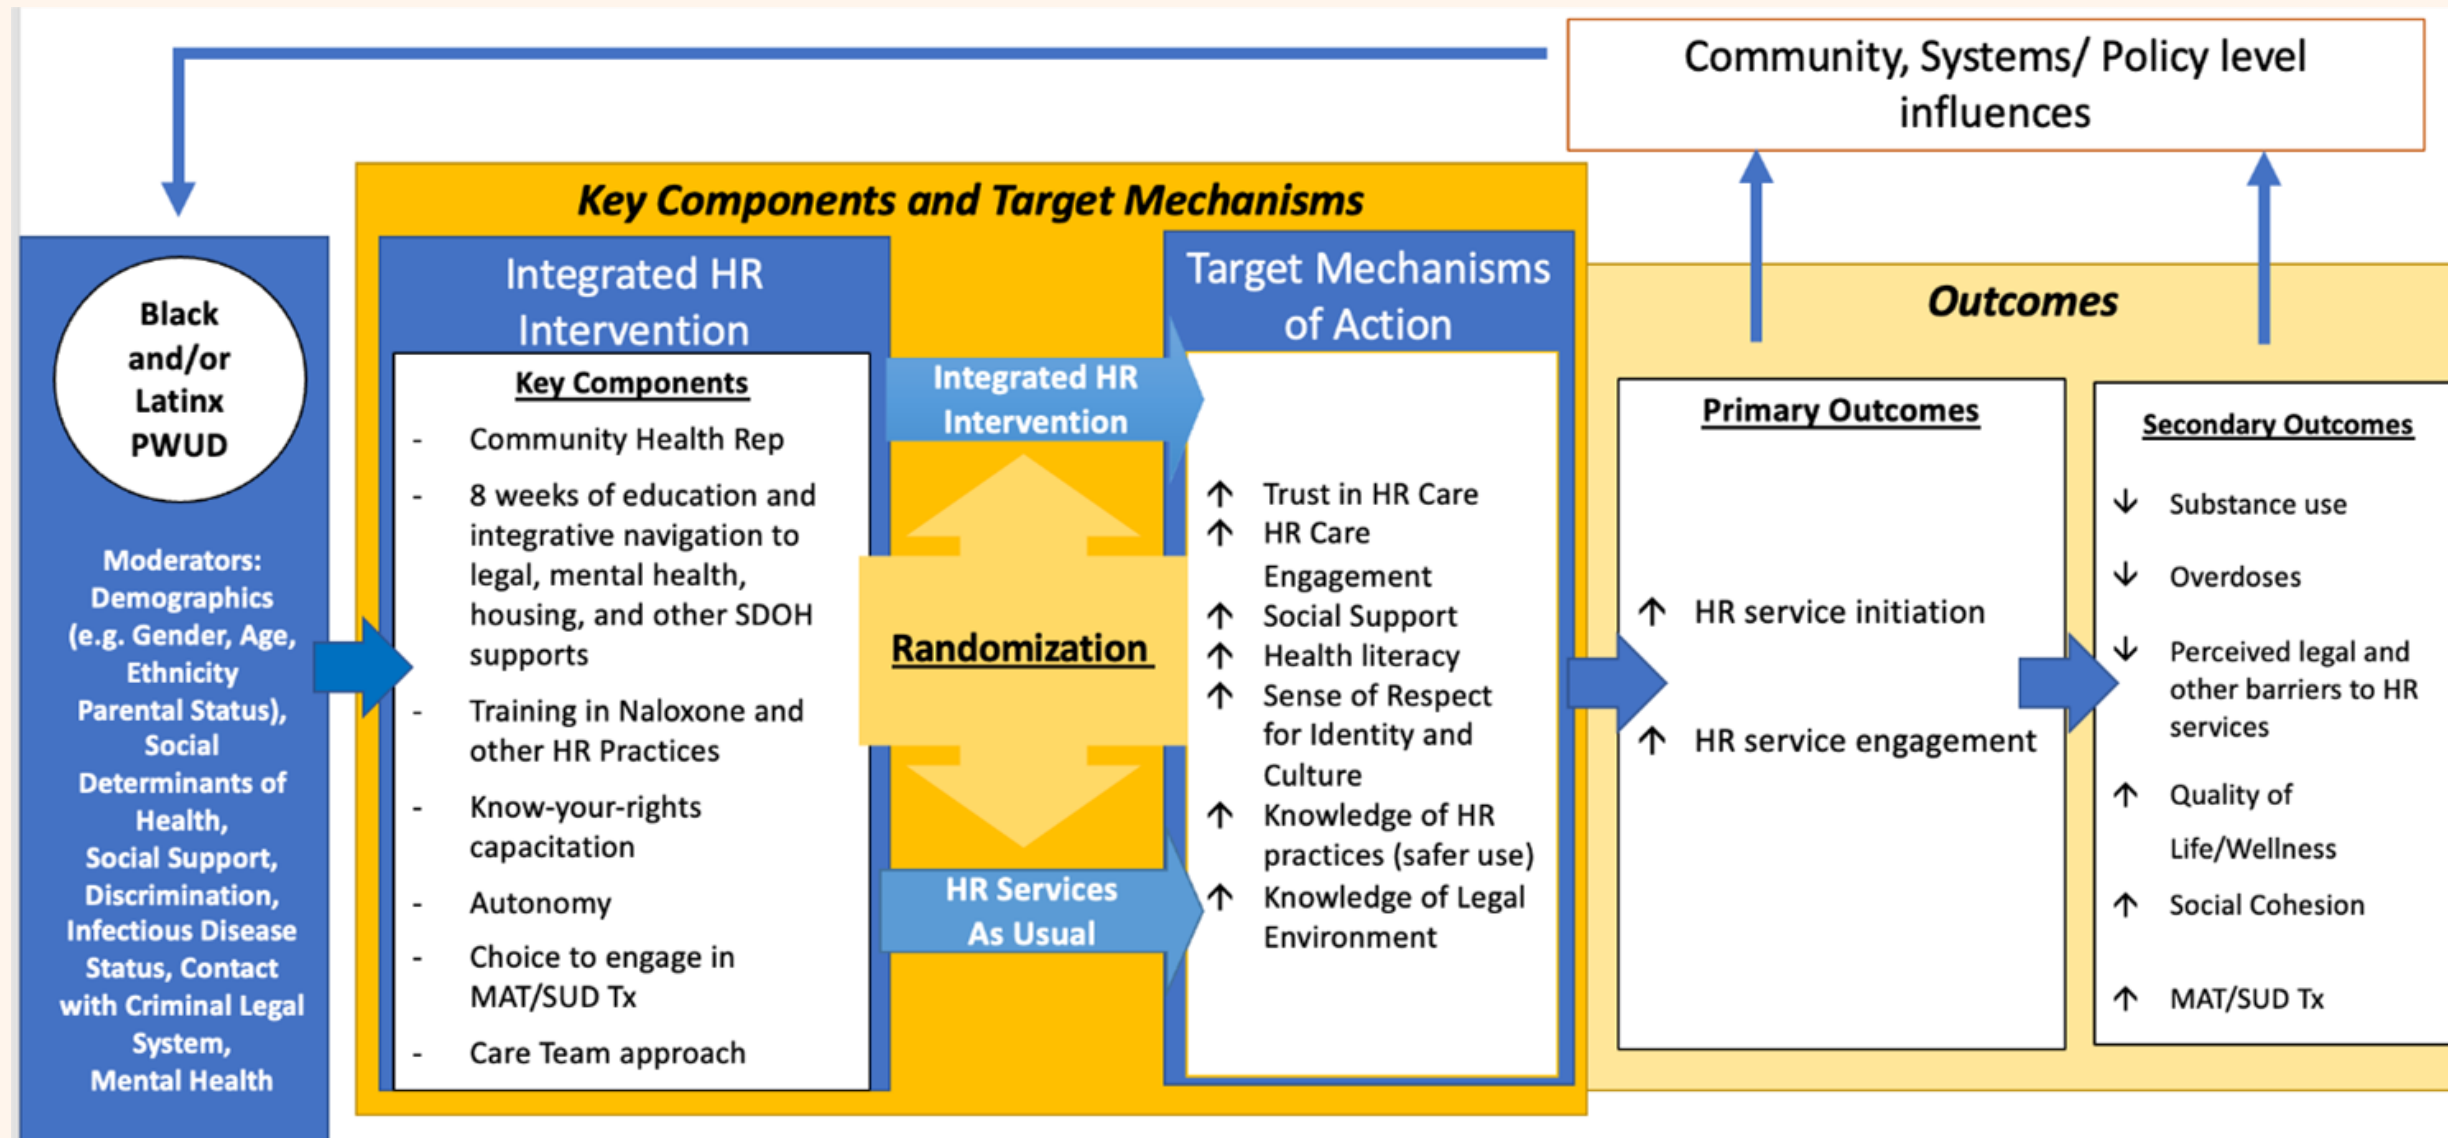 Community, Systems/ Policy level
influences
Key Components and Target Mechanisms
Black
and/or
Latinx
PWUD
Moderators:
Demographics
(e.g. Gender, Age,
Ethnicity
Parental Status),
Social
Determinants of
Health,
Social Support,
Discrimination,
Infectious Disease
Status, Contact
with Criminal Legal
System,
Mental Health
Integrated HR
Intervention
Key Components
- Community Health Rep
- 8 weeks of education and
integrative navigation to
legal, mental health,
housing, and other SDOH
supports
- Training in Naloxone and
other HR Practices
- Know-your-rights
capacitation
- Autonomy
- Choice to engage in
MAT/SUD Tx
- Care Team approach
Integrated HR
Intervention
Randomization
HR Services
As Usual
Target Mechanisms
of Action
↑ Trust in HR Care
↑ HR Care
Engagement
↑ Social Support
↑ Health literacy
↑ Sense of Respect
for Identity and
Culture
↑ Knowledge of HR
practices (safer use)
↑ Knowledge of Legal
Environment
Outcomes
Primary Outcomes
↑ HR service initiation
↑ HR service engagement
Secondary Outcomes
↓ Substance use
↓ Overdoses
↓ Perceived legal and
other barriers to HR
services
↑ Quality of
Life/Wellness
↑ Social Cohesion
↑ MAT/SUD Tx